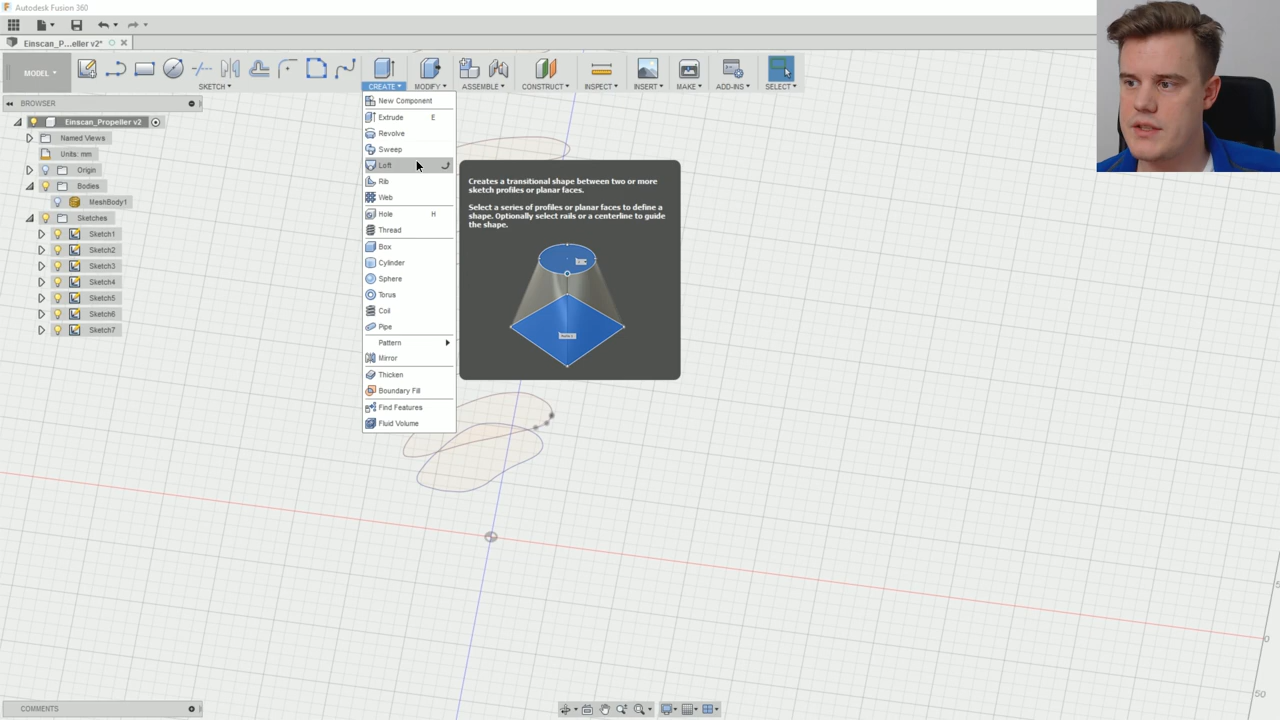 Autodesk Fusion 360
Einscan_P...eller v2*
MODEL
SKETCH
CREATE
MODIFY
ASSEMBLE
CONSTRUCT
INSPECT
INSERT
MAKE
ADD-INS
SELECT
BROWSER
Einscan_Propeller v2
Named Views
Units: mm
Origin
Bodies
MeshBody1
Sketches
Sketch1
Sketch2
Sketch3
Sketch4
Sketch5
Sketch6
Sketch7
New Component
Extrude E
Revolve
Sweep
Loft
Rib
Web
Hole H
Thread
Box
Cylinder
Sphere
Torus
Coil
Pipe
Pattern
Mirror
Thicken
Boundary Fill
Find Features
Fluid Volume
Creates a transitional shape between two or more
sketch profiles or planar faces.
Select a series of profiles or planar faces to define a
shape. Optionally select rails or a centerline to guide
the shape.
0
50
COMMENTS